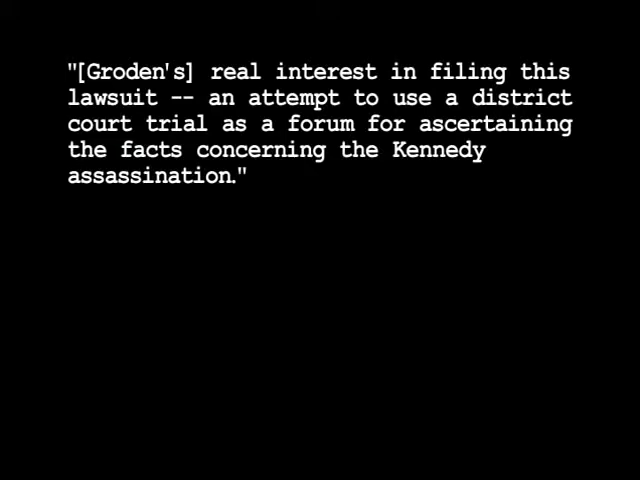 "[Groden's] real interest in filing this
lawsuit -- an attempt to use a district
court trial as a forum for ascertaining
the facts concerning the Kennedy
assassination."